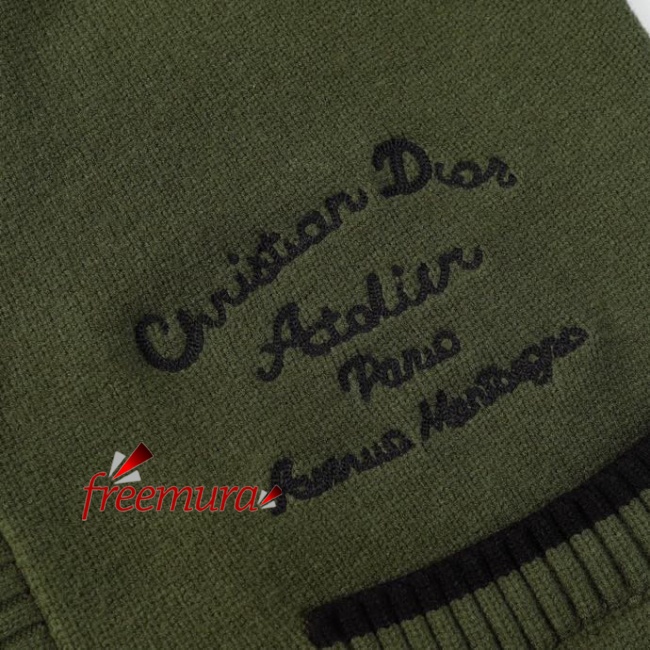 Christian Dior
Atelier
Paris
Avenue Montaigne
freemura